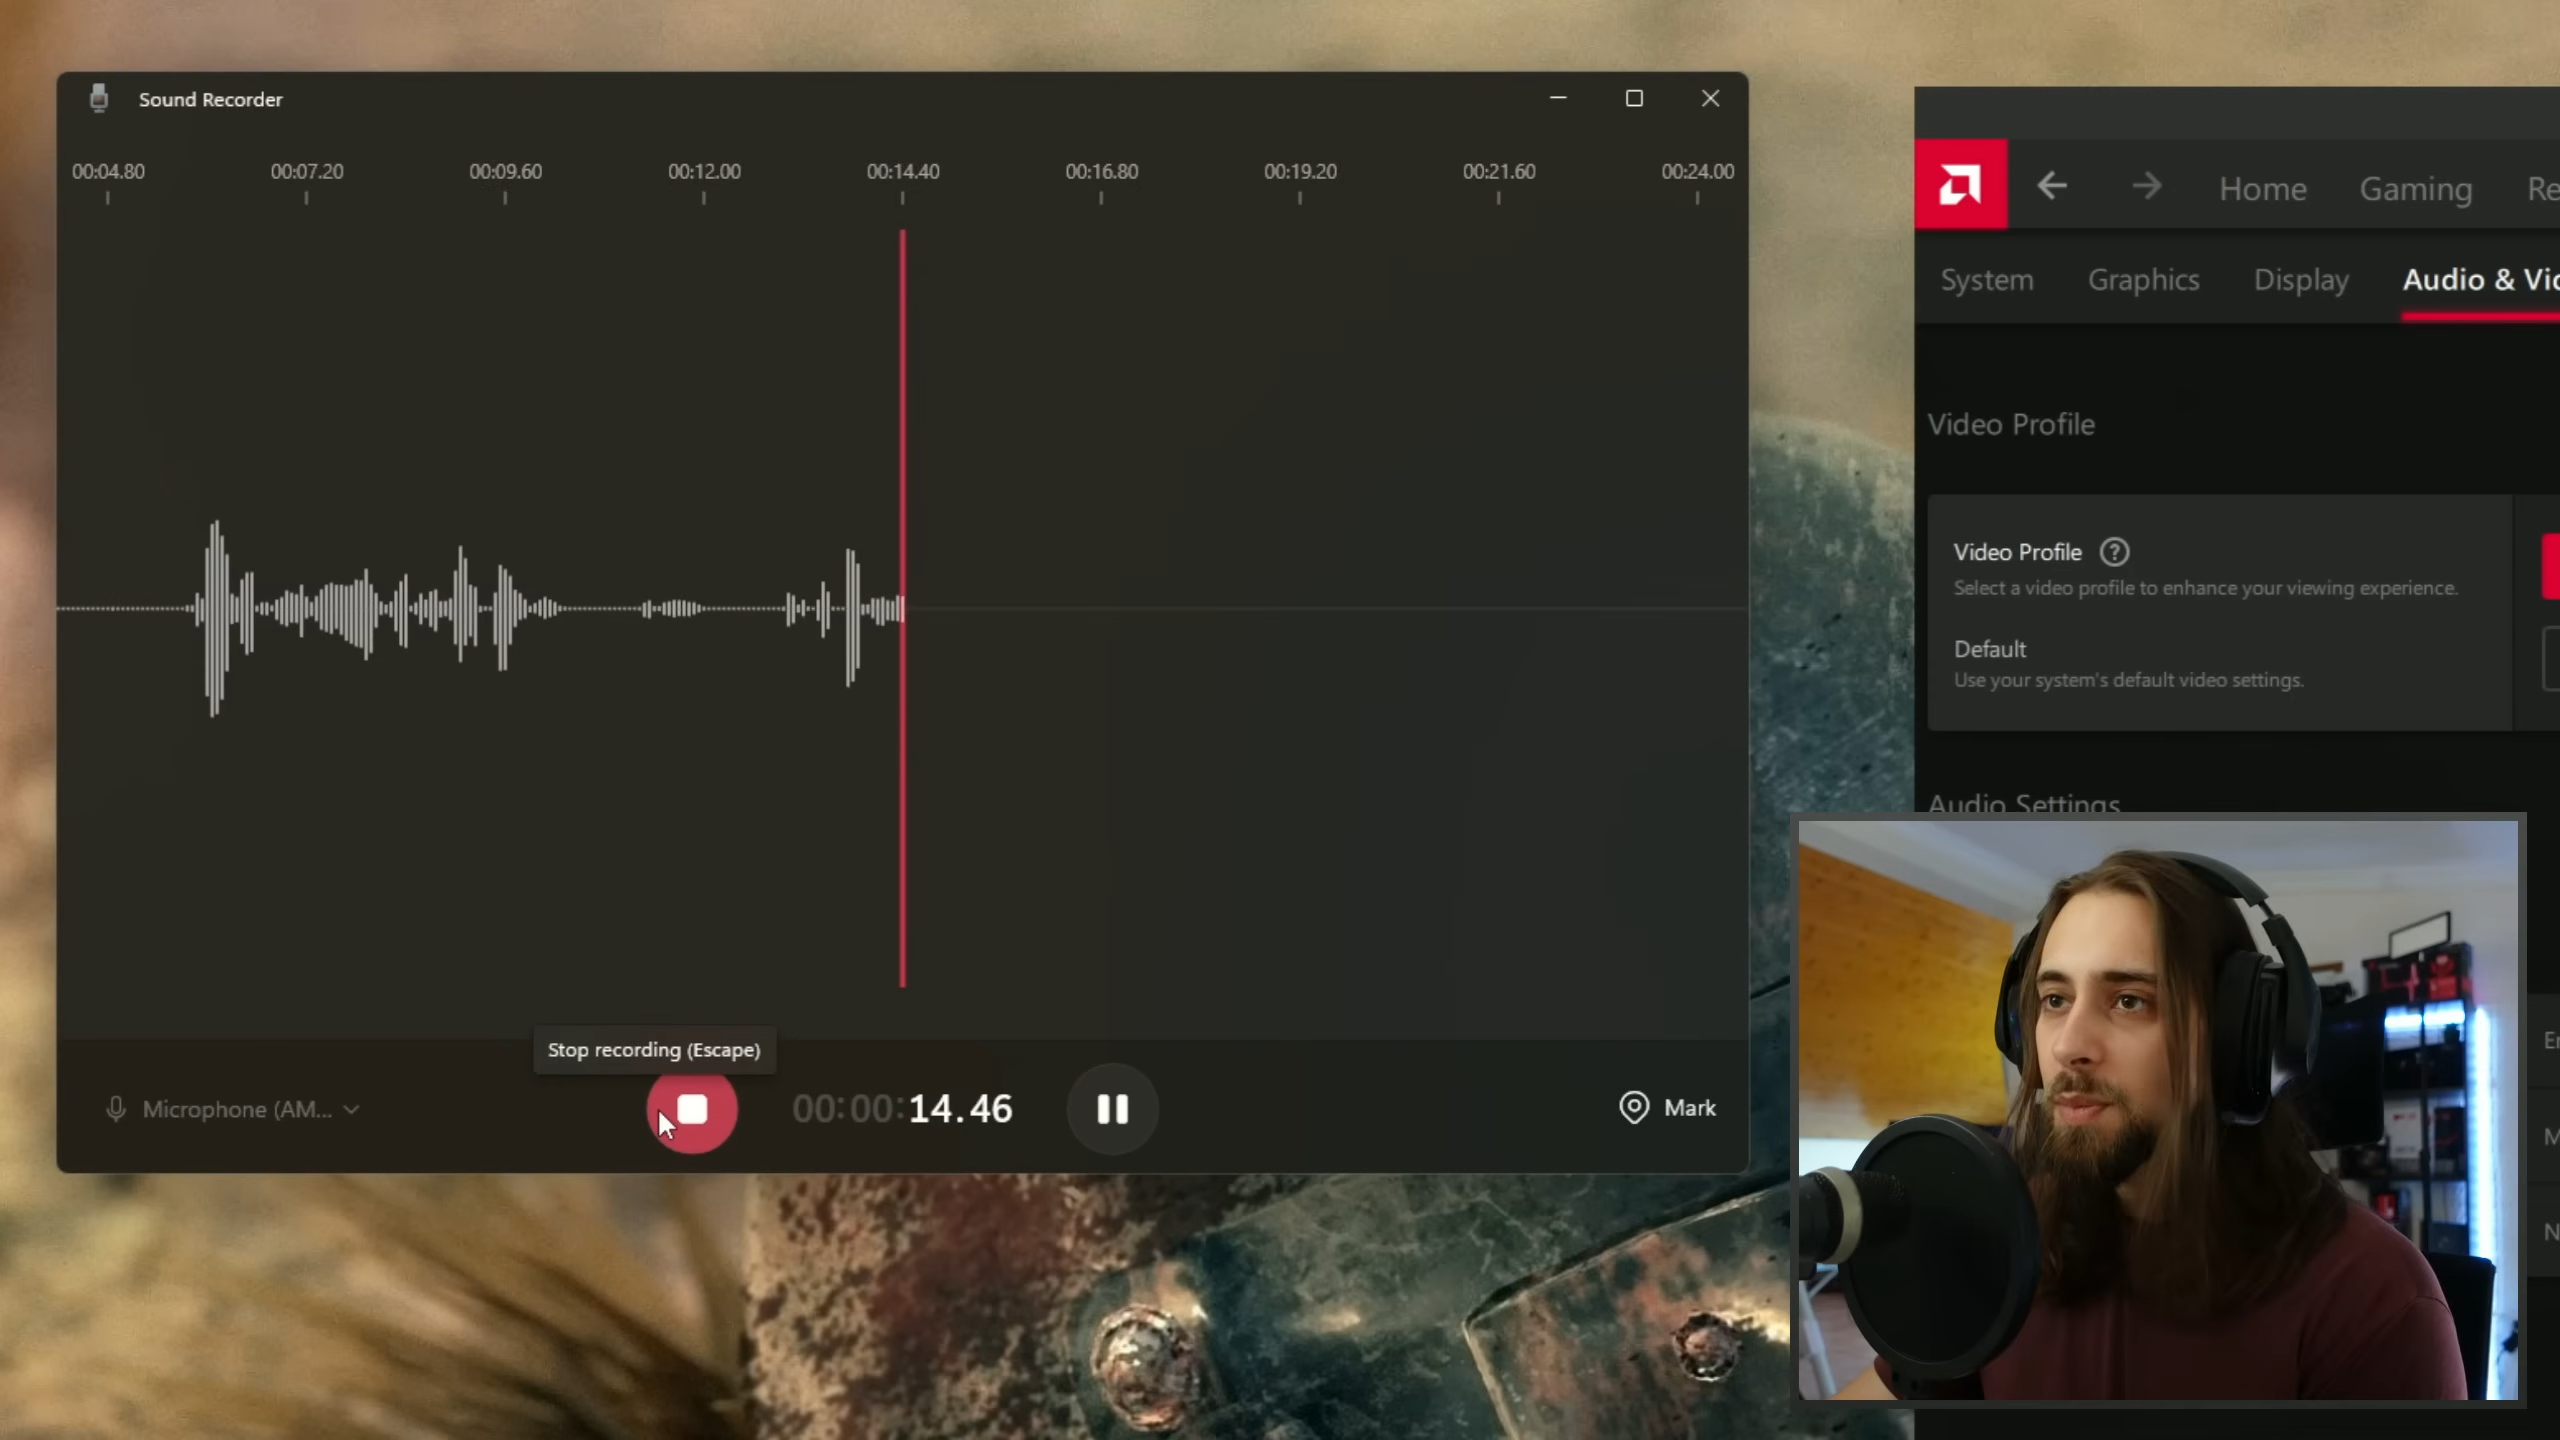 Sound Recorder
00:04.80 00:07.20 00:09.60 00:12.00 00:14.40 00:16.80 00:19.20 00:21.60 00:24.00
Stop recording (Escape)
Microphone (AM...
00:00:14.46
Mark
Home Gaming Re
System Graphics Display Audio & Vid
Video Profile
Video Profile
Select a video profile to enhance your viewing experience.
Default
Use your system's default video settings.
Audio Settings